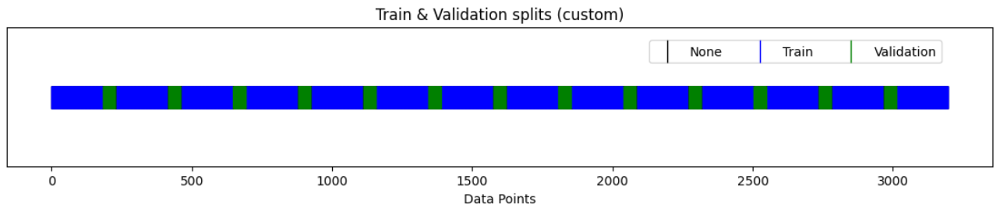 Train & Validation splits (custom)
None Train Validation
0 500 1000 1500 2000 2500 3000
Data Points